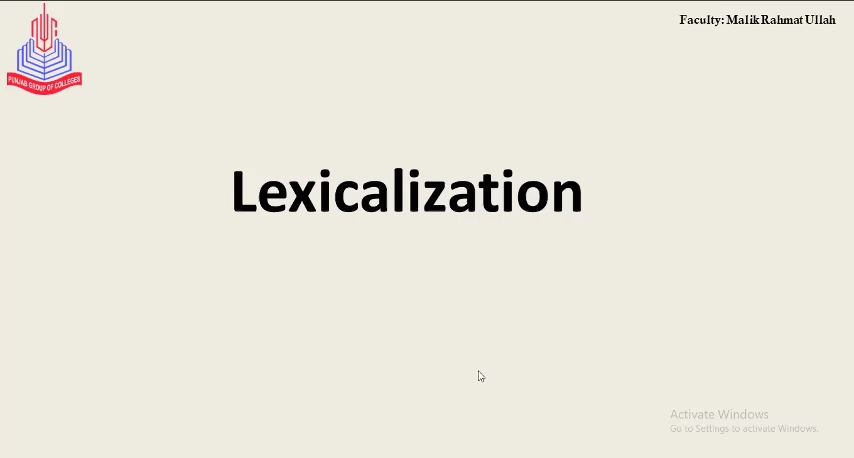 Faculty: Malik Rahmat Ullah
PUNJAB GROUP OF COLLEGES
Lexicalization
Activate Windows
Go to Settings to activate Windows.